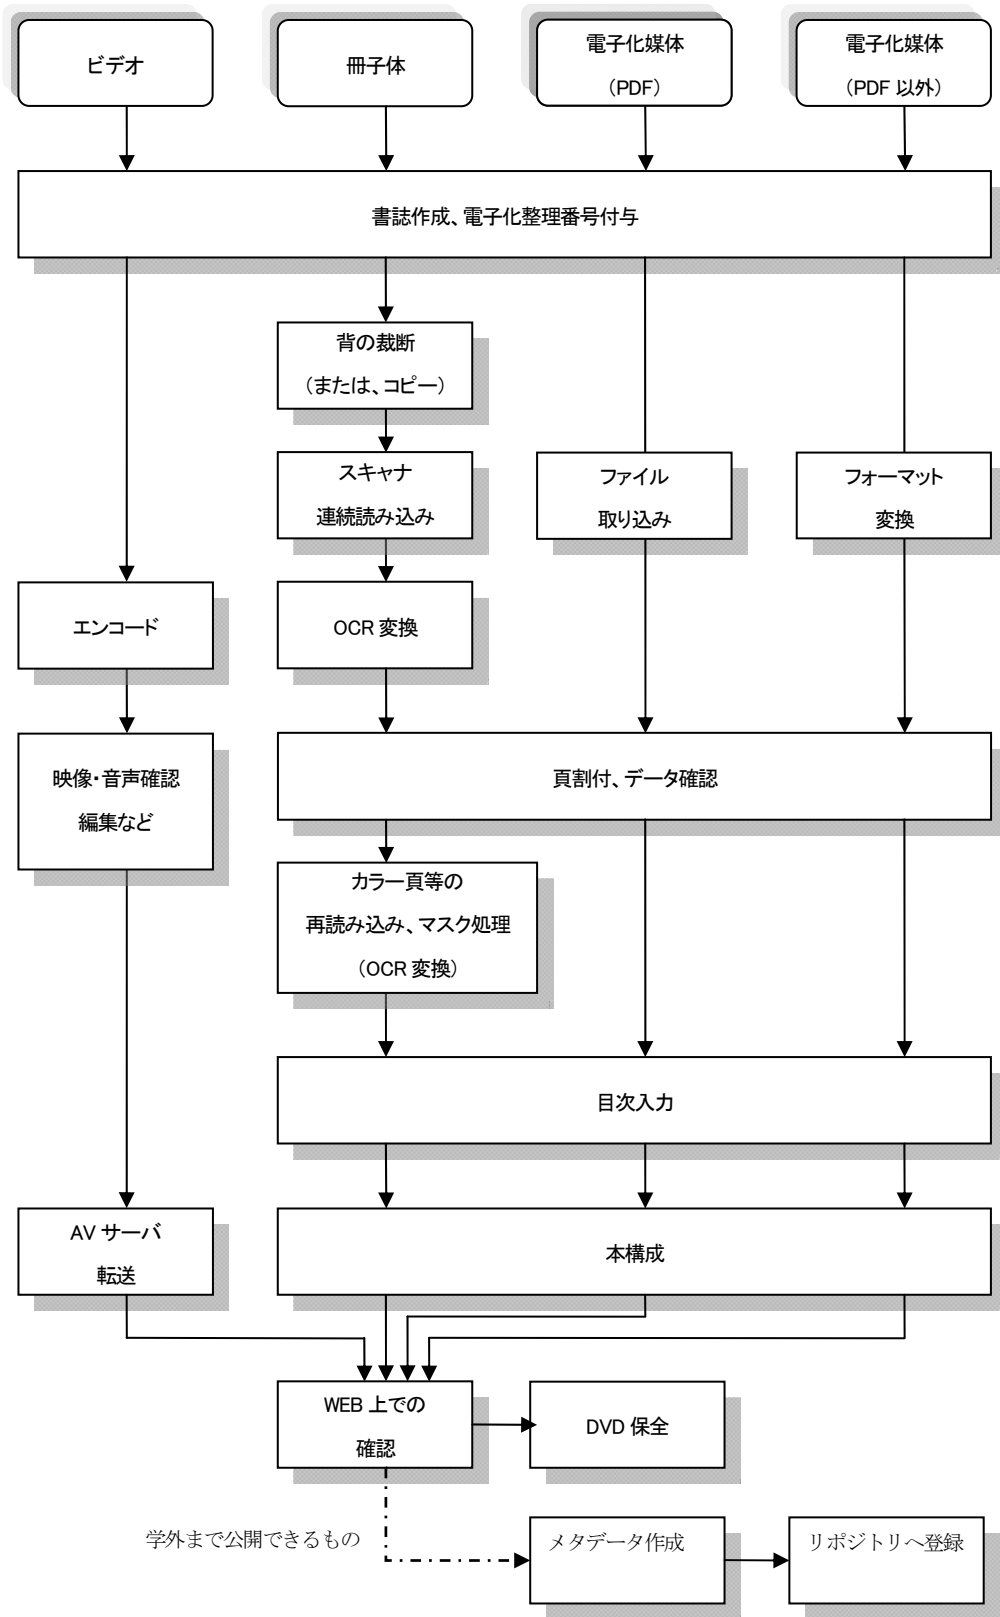 ビデオ
冊子体
電子化媒体
（PDF）
電子化媒体
（PDF 以外）
書誌作成、電子化整理番号付与
背の裁断
（または、コピー）
スキャナ
連続読み込み
ファイル
取り込み
フォーマット
変換
エンコード
OCR 変換
映像・音声確認
編集など
頁割付、データ確認
カラー頁等の
再読み込み、マスク処理
（OCR 変換）
目次入力
AV サーバ
転送
本構成
WEB 上での
確認
DVD 保全
学外まで公開できるもの
メタデータ作成
リポジトリへ登録